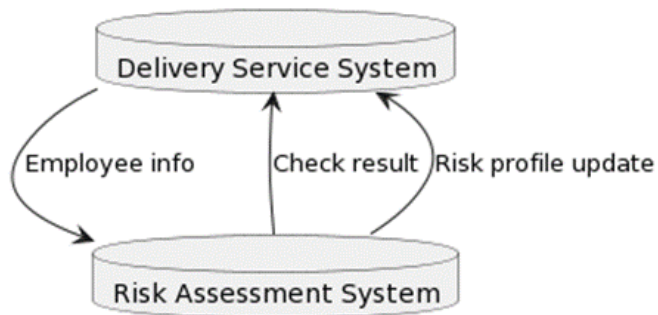 Delivery Service System
Employee info
Check result
Risk profile update
Risk Assessment System